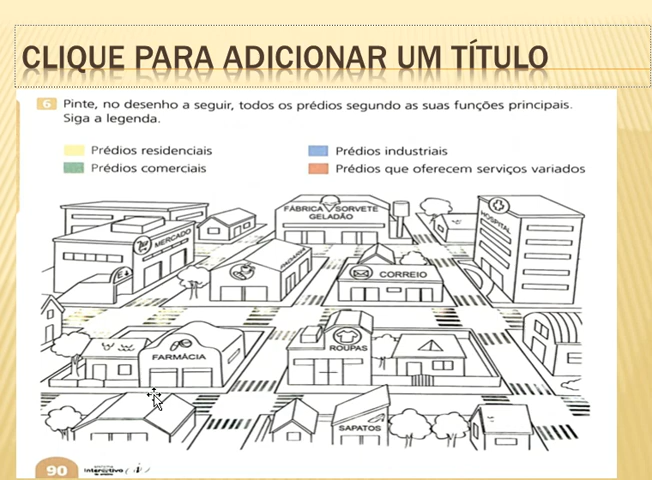 CLIQUE PARA ADICIONAR UM TÍTULO
6 Pinte, no desenho a seguir, todos os prédios segundo as suas funções principais.
Siga a legenda.
Prédios residenciais
Prédios industriais
Prédios comerciais
Prédios que oferecem serviços variados
FÁBRICA SORVETE
GELADÃO
HOSPITAL
MERCADO
PADARIA
CORREIO
E
ROUPAS
FARMÁCIA
SAPATOS
90
interativo